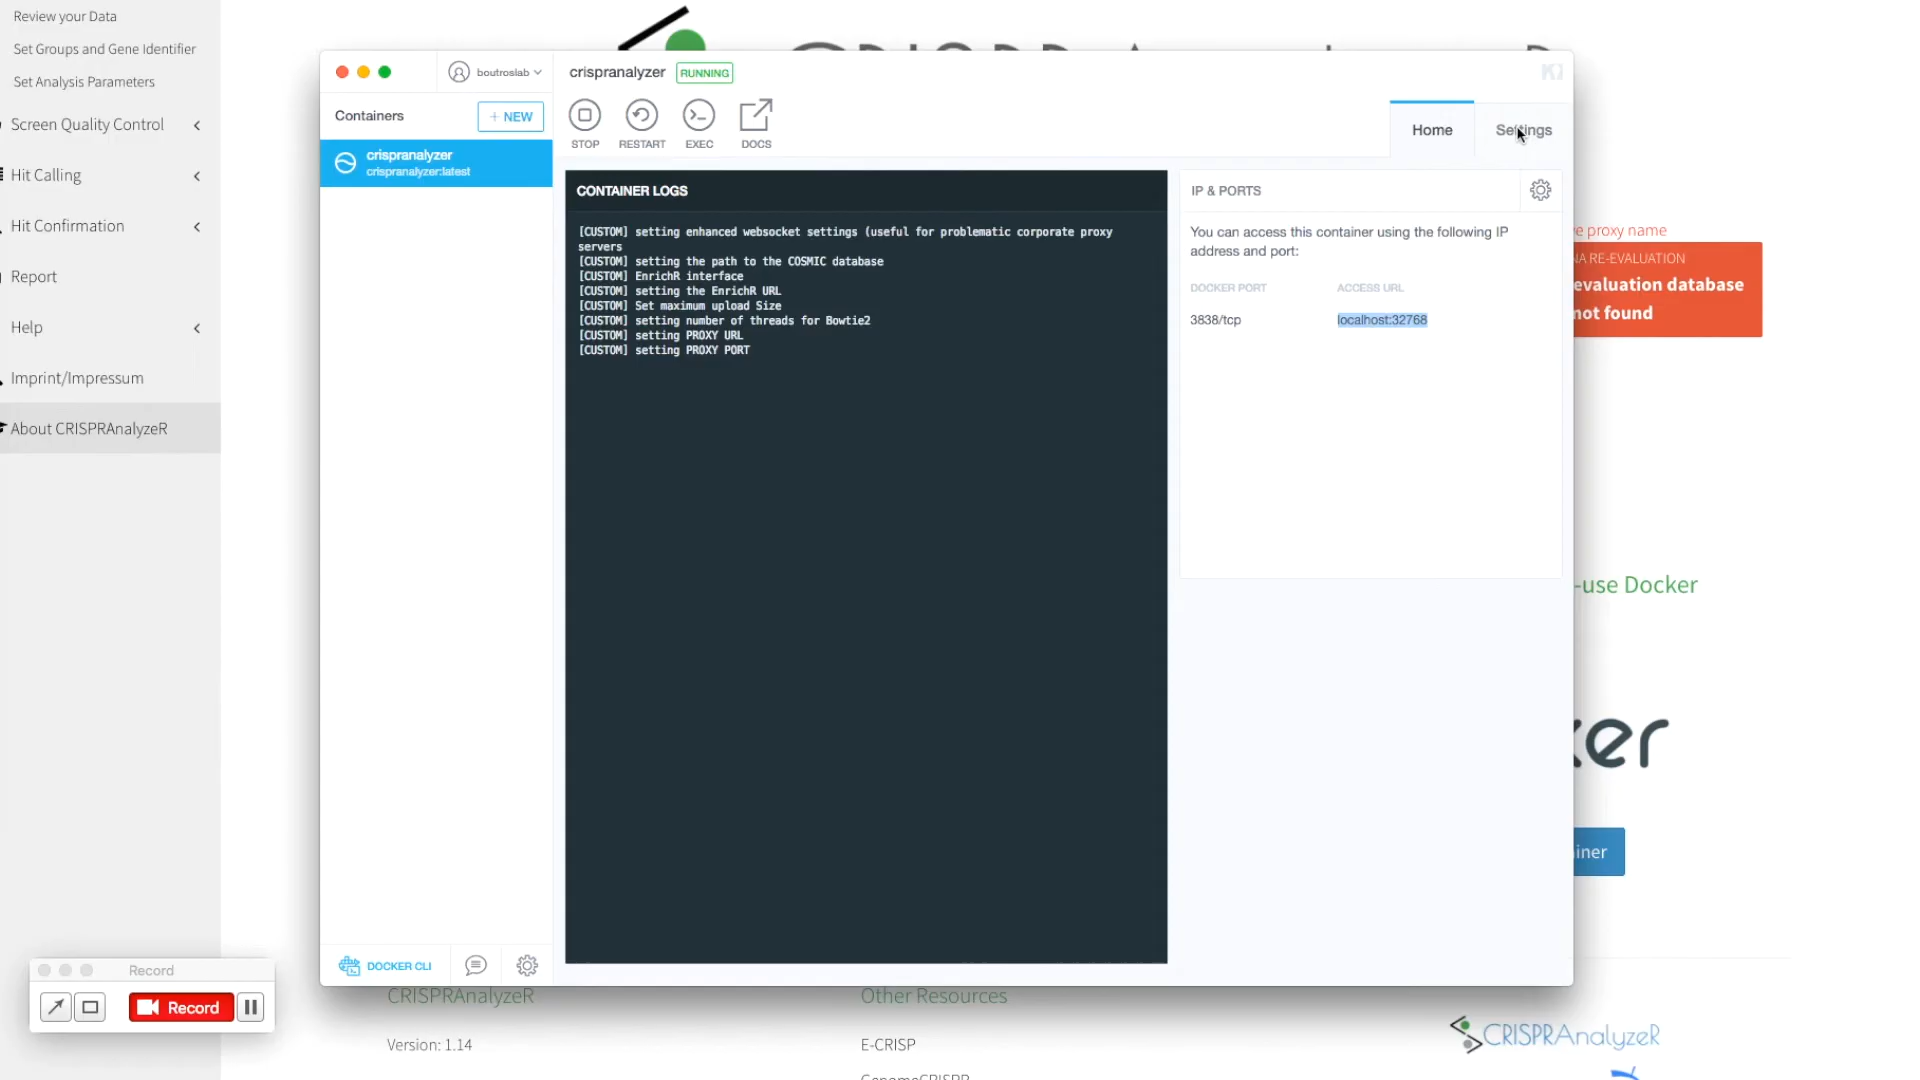 Review your Data
Set Groups and Gene Identifier
Set Analysis Parameters
Screen Quality Control
Hit Calling
Hit Confirmation
Report
Help
Imprint/Impressum
About CRISPRAnalyzeR
boutroslab
Containers
+ NEW
crispranalyzer
crispranalyzer:latest
DOCKER CLI
crispranalyzer
RUNNING
STOP
RESTART
EXEC
DOCS
Home
Settings
CONTAINER LOGS
[CUSTOM] setting enhanced websocket settings (useful for problematic corporate proxy
servers
[CUSTOM] setting the path to the COSMIC database
[CUSTOM] EnrichR interface
[CUSTOM] setting the EnrichR URL
[CUSTOM] Set maximum upload Size
[CUSTOM] setting number of threads for Bowtie2
[CUSTOM] setting PROXY URL
[CUSTOM] setting PROXY PORT
IP & PORTS
You can access this container using the following IP
address and port:
DOCKER PORT ACCESS URL
3838/tcp localhost:32768
proxy name
RE-EVALUATION
evaluation database
not found
-use Docker
ker
iner
Record
Record
CRISPRAnalyzeR
Version: 1.14
Other Resources
E-CRISP
GenomeCRISPR
CRISPRAnalyzeR